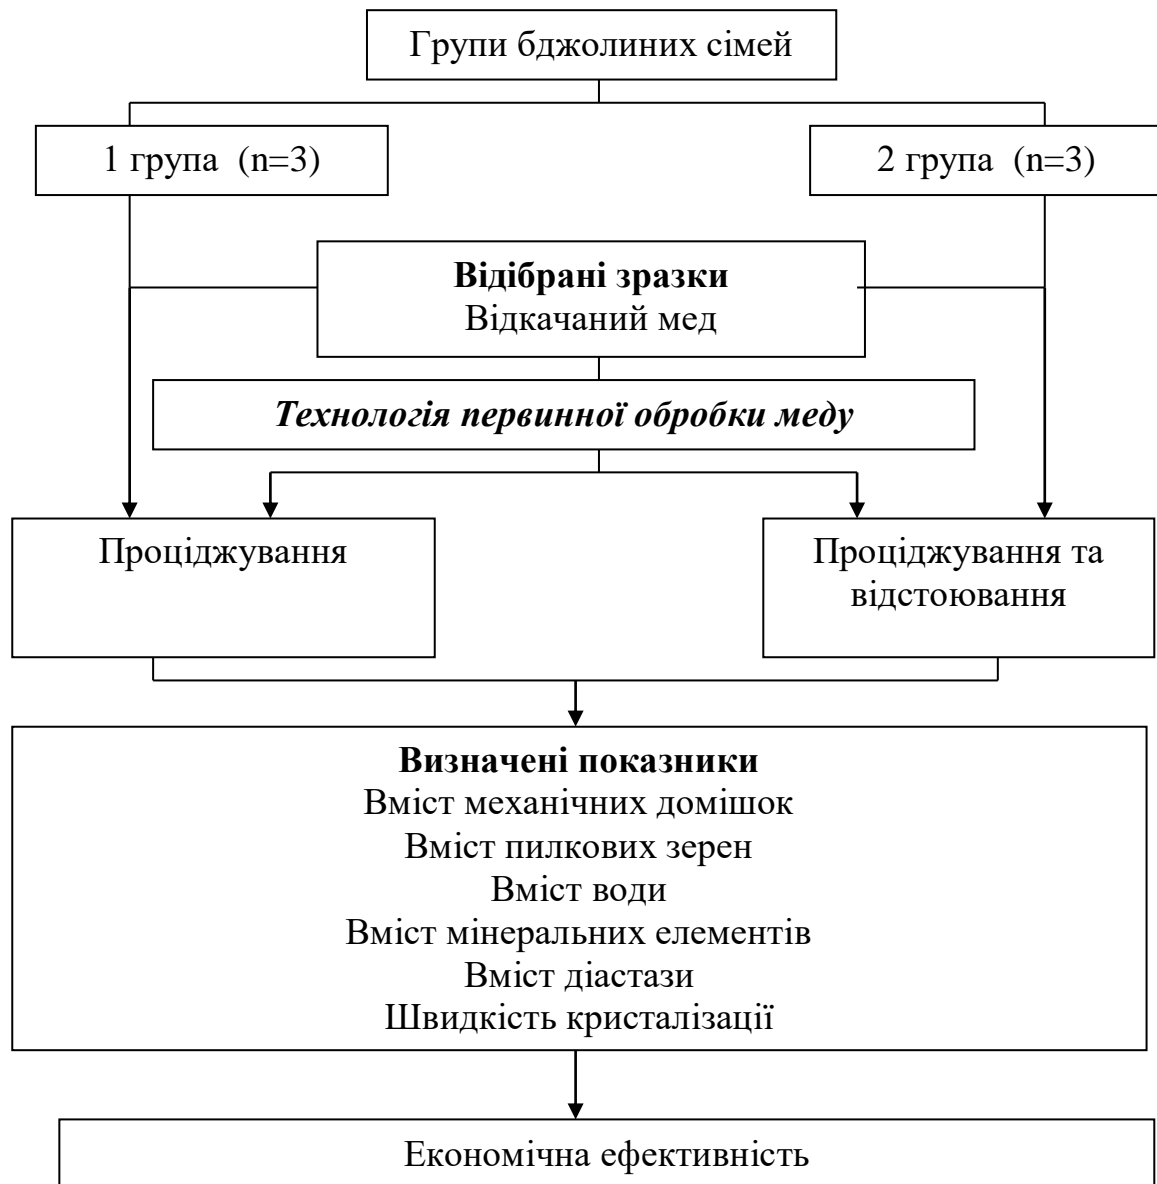 Групи бджолиних сімей
1 група (n=3)
2 група (n=3)
Відібрані зразки
Відкачаний мед
Технологія первинної обробки меду
Проціджування
Проціджування та
відстоювання
Визначені показники
Вміст механічних домішок
Вміст пилкових зерен
Вміст води
Вміст мінеральних елементів
Вміст діастази
Швидкість кристалізації
Економічна ефективність